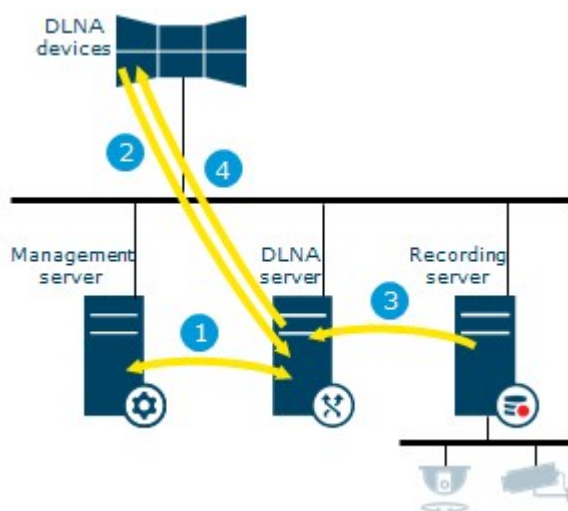 DLNA
devices
2
4
Management
server
DLNA
server
Recording
server
1
3